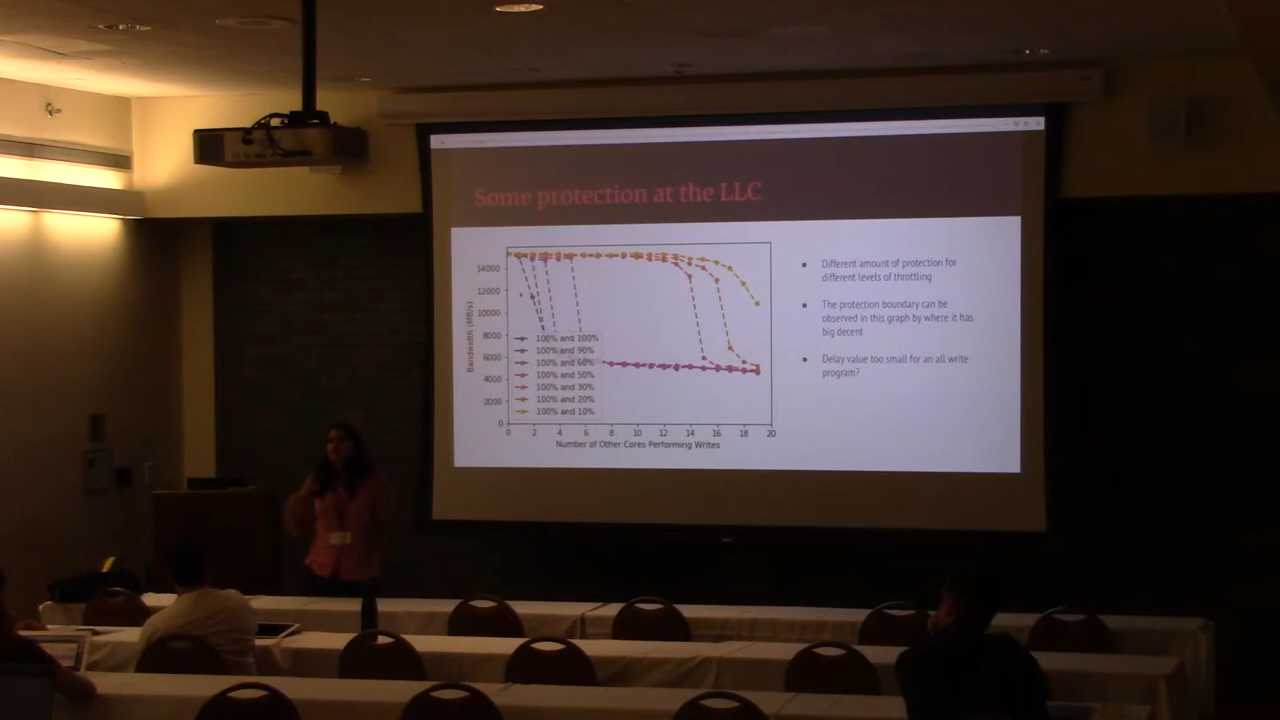 Some protection at the LLC
Bandwidth (MB/s)
14000
12000
10000
8000
6000
4000
2000
0
100% and 100%
100% and 90%
100% and 60%
100% and 50%
100% and 30%
100% and 20%
100% and 10%
0 2 4 6 8 10 12 14 16 18 20
Number of Other Cores Performing Writes
Different amount of protection for
different levels of throttling
The protection boundary can be
observed in this graph by where it has
big decent
Delay value too small for an all write
program?